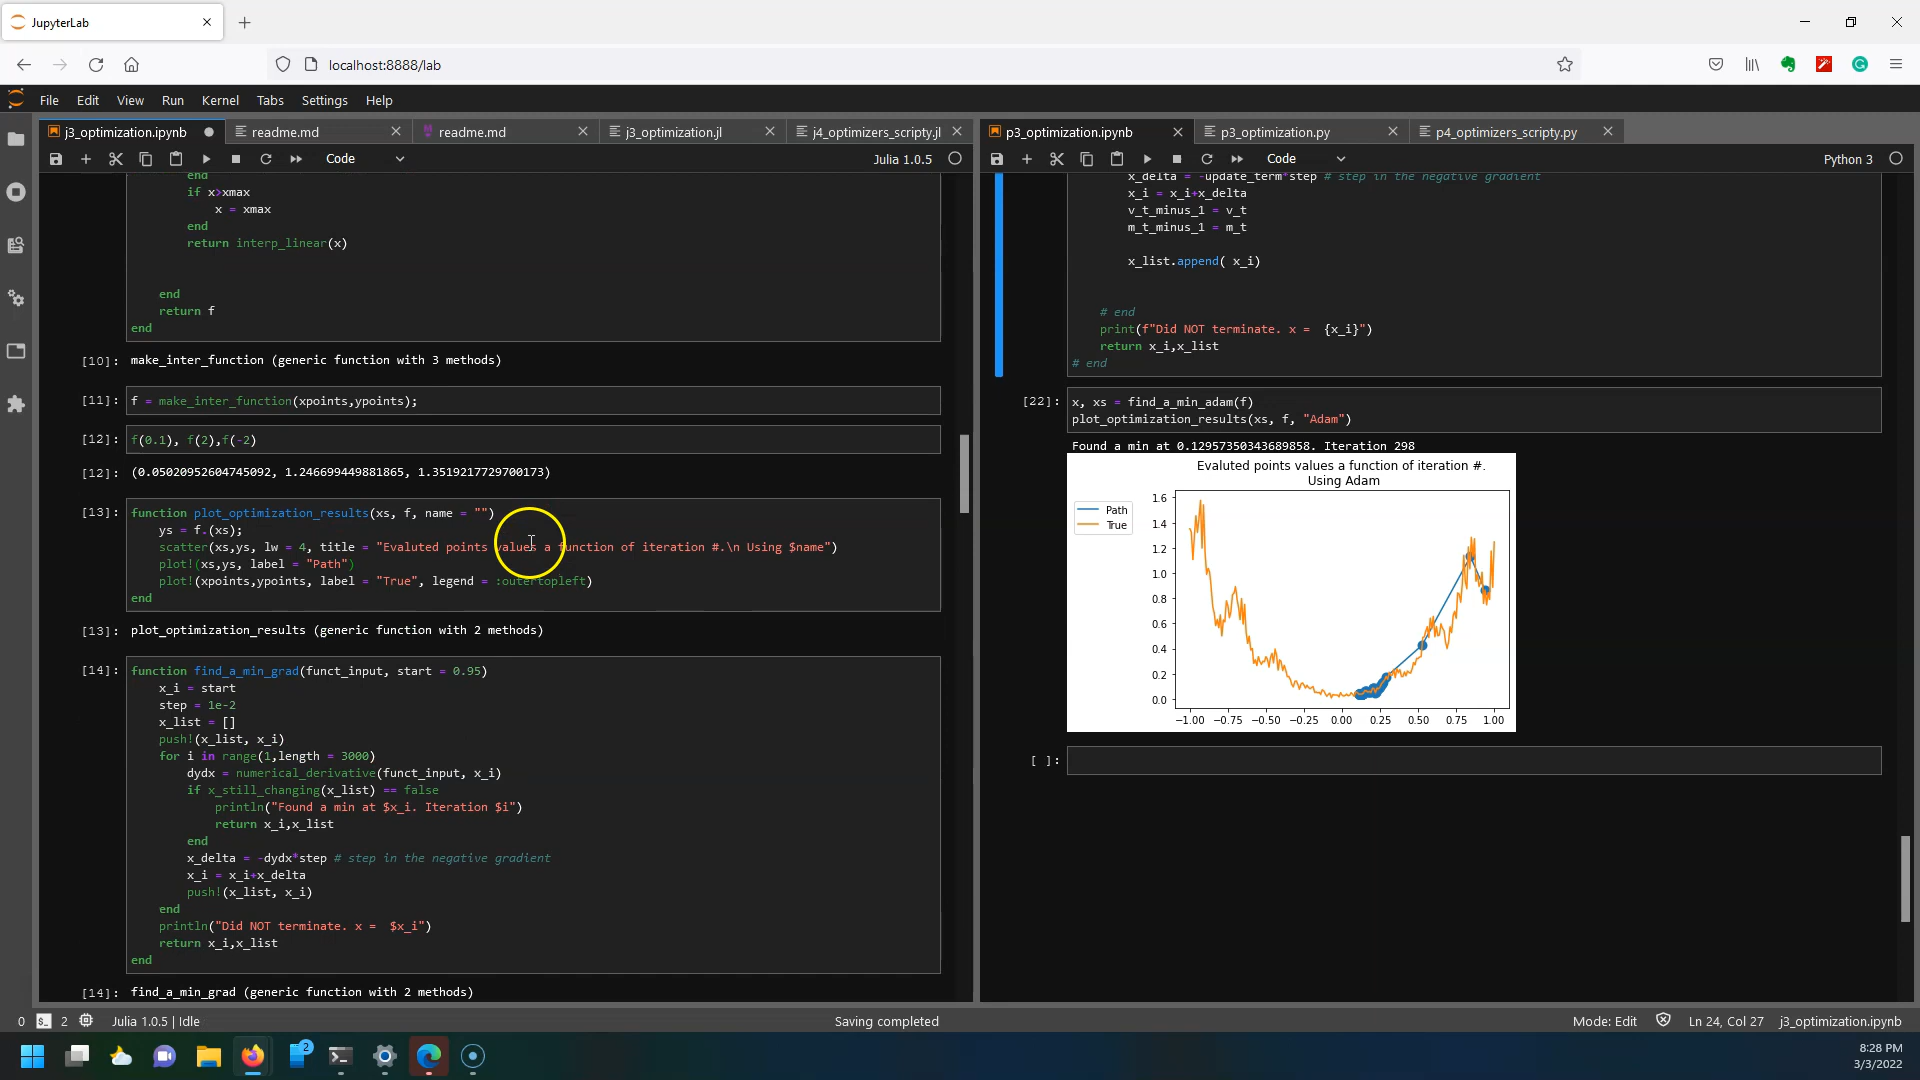 JupyterLab
localhost:8888/lab
File Edit View Run Kernel Tabs Settings Help
j3_optimization.ipynb
readme.md
readme.md
j3_optimization.jl
j4_optimizers_scripty.jl
Code
Julia 1.0.5
end
if x>xmax
x = xmax
end
return interp_linear(x)
end
return f
end
[10]: make_inter_function (generic function with 3 methods)
[11]: f = make_inter_function(xpoints,ypoints);
[12]: f(0.1), f(2),f(-2)
[12]: (0.05020952604745092, 1.246699449881865, 1.3519217729700173)
[13]: function plot_optimization_results(xs, f, name = "")
ys = f.(xs);
scatter(xs,ys, lw = 4, title = "Evaluted points values a function of iteration #.\n Using $name")
plot!(xs,ys, label = "Path")
plot!(xpoints,ypoints, label = "True", legend = :outertopleft)
end
[13]: plot_optimization_results (generic function with 2 methods)
[14]: function find_a_min_grad(funct_input, start = 0.95)
x_i = start
step = 1e-2
x_list = []
push!(x_list, x_i)
for i in range(1,length = 3000)
dydx = numerical_derivative(funct_input, x_i)
if x_still_changing(x_list) == false
println("Found a min at $x_i. Iteration $i")
return x_i,x_list
end
x_delta = -dydx*step # step in the negative gradient
x_i = x_i+x_delta
push!(x_list, x_i)
end
println("Did NOT terminate. x =  $x_i")
return x_i,x_list
end
[14]: find_a_min_grad (generic function with 2 methods)
p3_optimization.ipynb
p3_optimization.py
p4_optimizers_scripty.py
Code
Python 3
x_delta = -update_term*step # step in the negative gradient
x_i = x_i+x_delta
v_t_minus_1 = v_t
m_t_minus_1 = m_t
x_list.append( x_i)
# end
print(f"Did NOT terminate. x =  {x_i}")
return x_i,x_list
# end
[22]: x, xs = find_a_min_adam(f)
plot_optimization_results(xs, f, "Adam")
Found a min at 0.12957350343689858. Iteration 298
Evaluted points values a function of iteration #.
Using Adam
Path
True
1.6
1.4
1.2
1.0
0.8
0.6
0.4
0.2
0.0
−1.00 −0.75 −0.50 −0.25 0.00 0.25 0.50 0.75 1.00
[ ]:
0 2 Julia 1.0.5 | Idle
Saving completed
Mode: Edit
Ln 24, Col 27
j3_optimization.ipynb
2
8:28 PM
3/3/2022